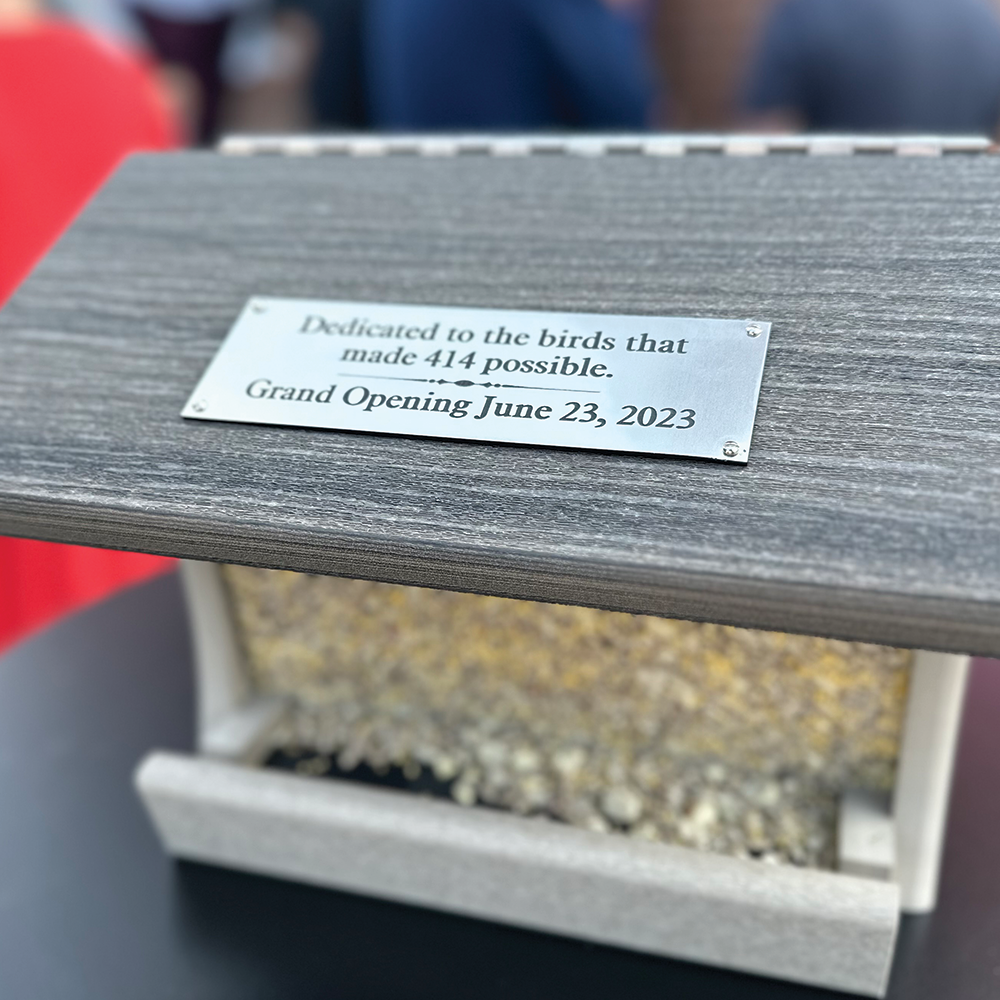 Dedicated to the birds that
made 414 possible.
Grand Opening June 23, 2023